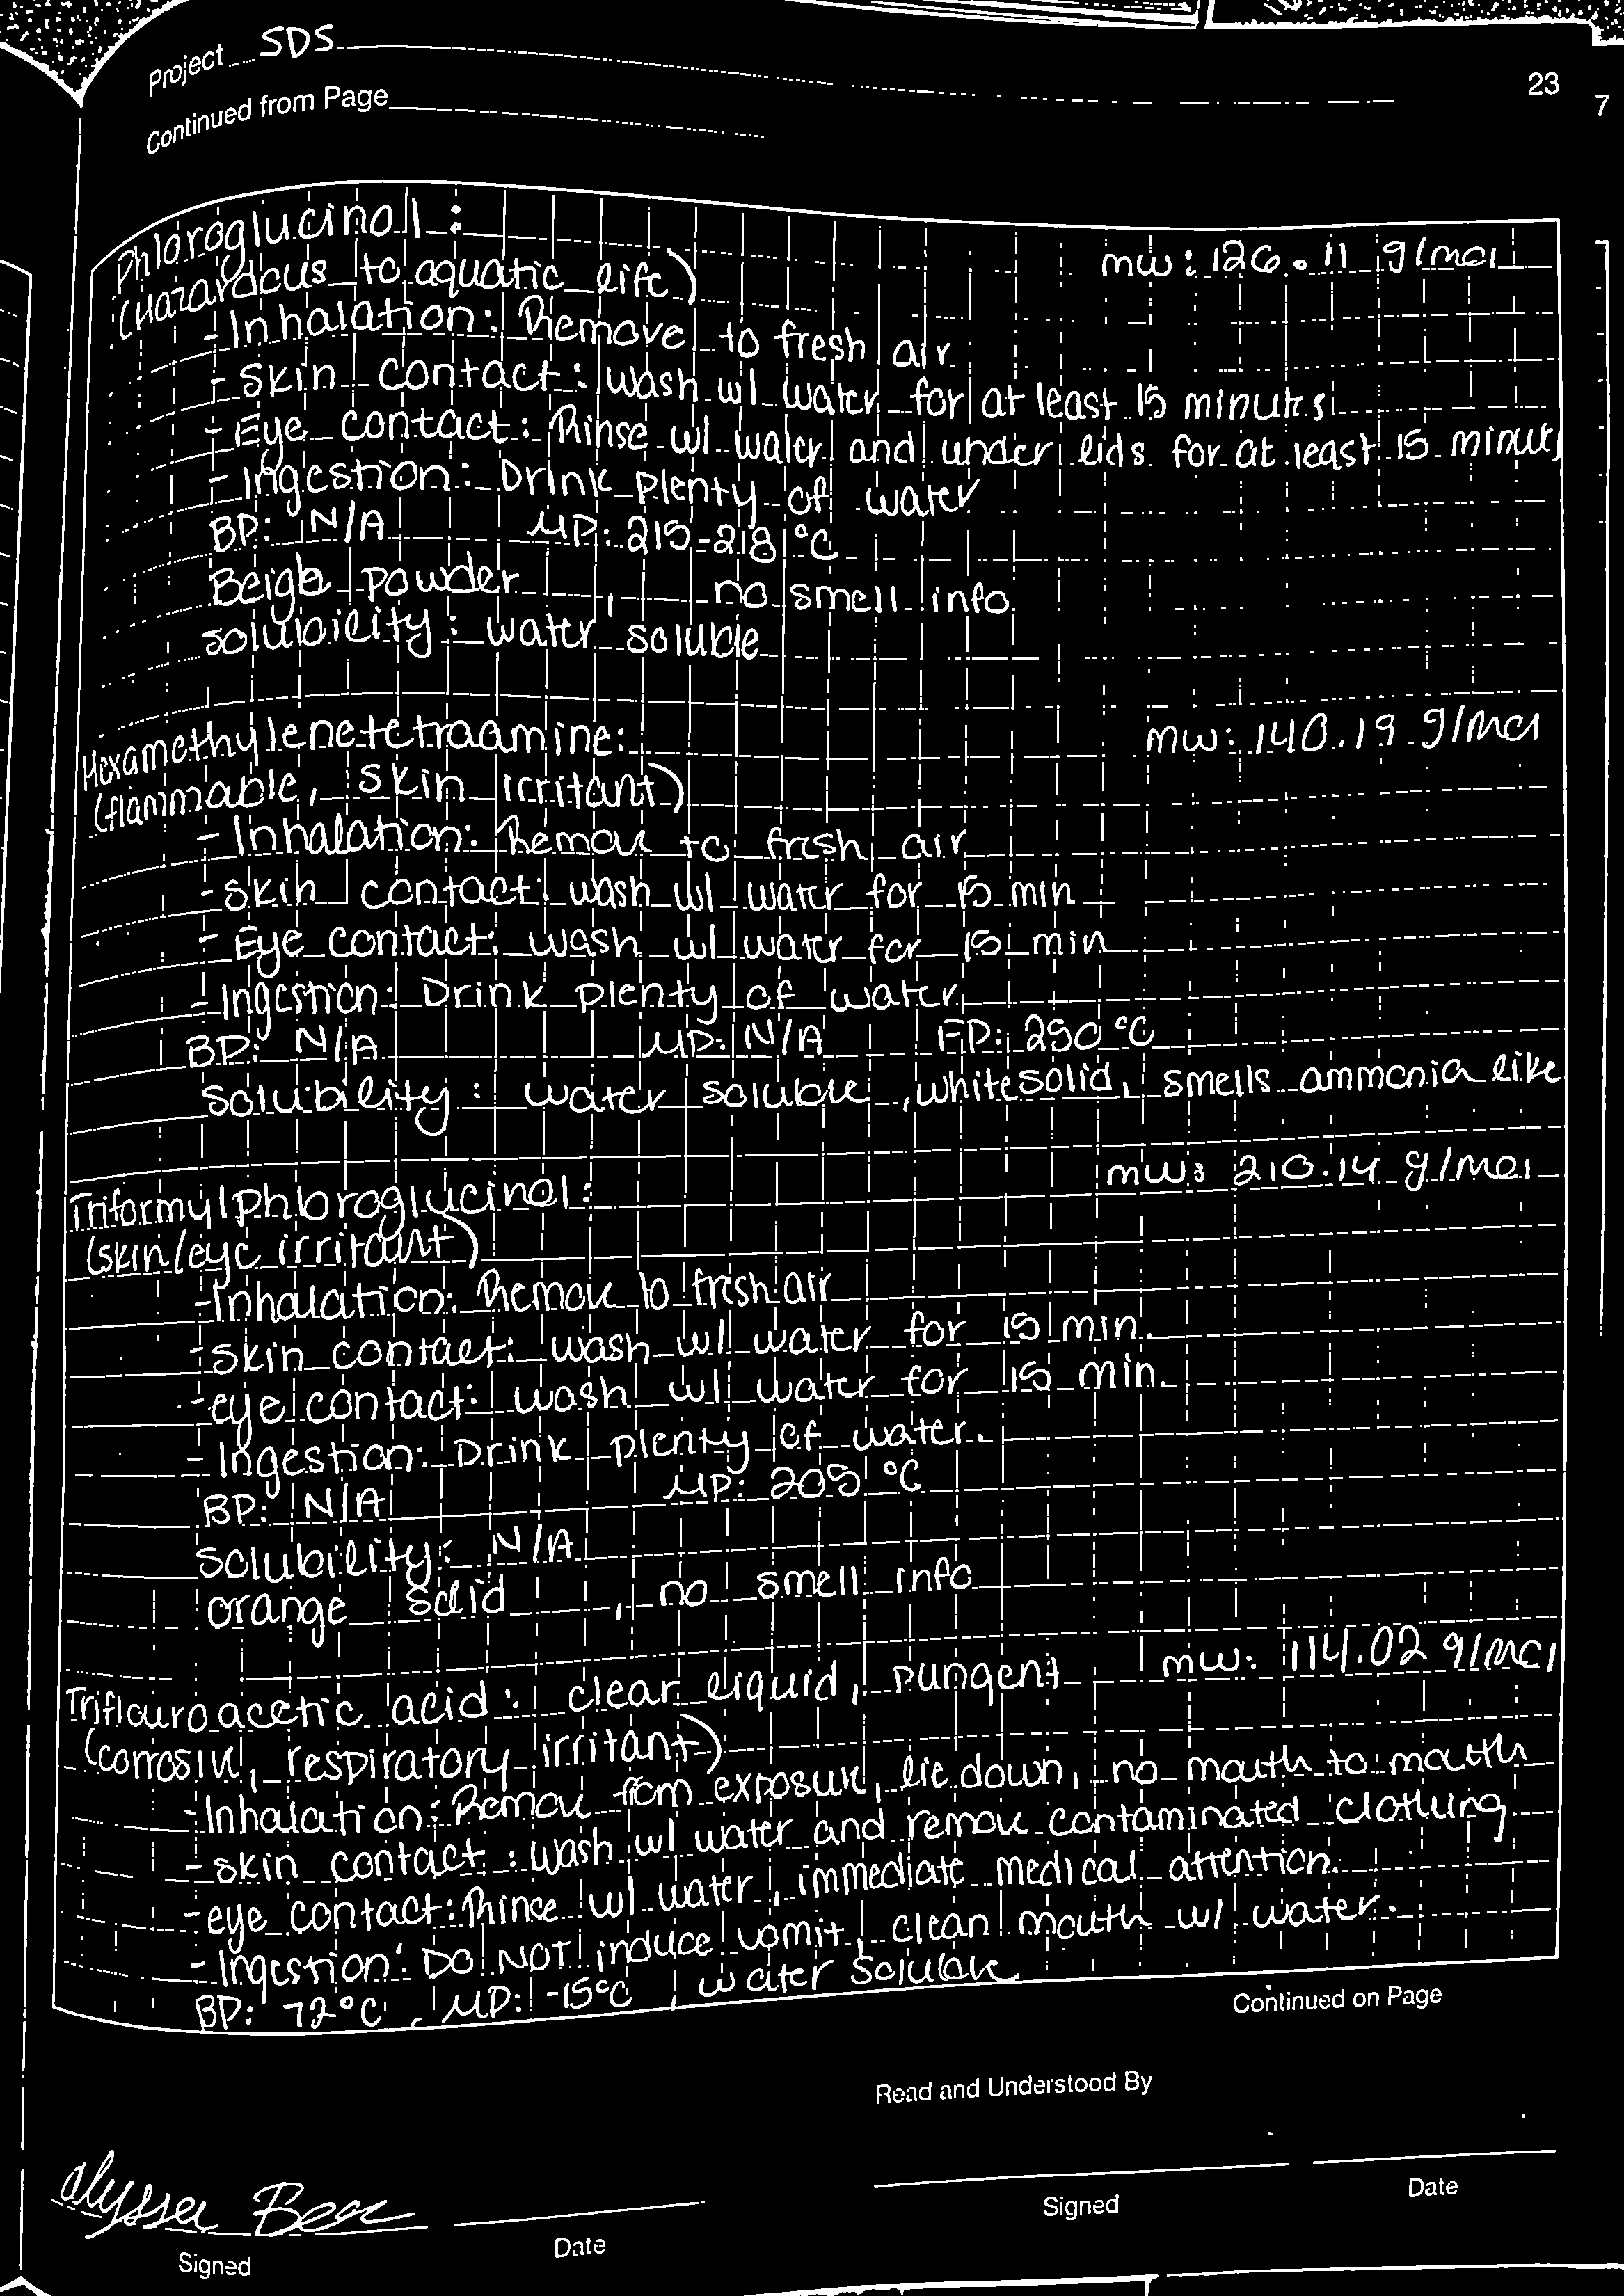 Project SDS
Continued from Page
23
7
Phloroglucinol: mw: 126.11 g/mol
(Hazardous to aquatic life)
- Inhalation: Remove to fresh air
- Skin contact: Wash w/ water for at least 15 minutes
- Eye contact: Rinse w/ water and under lids for at least 15 minutes
- Ingestion: Drink plenty of water
BP: N/A MP: 215-218 °C
Beige powder, no smell info
solubility: water soluble
Hexamethylenetetraamine: mw: 140.19 g/mol
(flammable, skin irritant)
- Inhalation: Remove to fresh air
- Skin contact: wash w/ water for 15 min
- Eye contact: wash w/ water for 15 min
- Ingestion: Drink plenty of water
BP: N/A MP: N/A FP: 250 °C
Solubility: water soluble, white solid, smells ammonia like
Triformylphloroglucinol: mw: 210.14 g/mol
(skin/eye irritant)
- Inhalation: Remove to fresh air
- Skin contact: wash w/ water for 15 min.
- eye contact: wash w/ water for 15 min.
- Ingestion: Drink plenty of water.
BP: N/A MP: 205 °C
Solubility: N/A
orange solid, no smell info
Triflouroacetic acid: clear liquid, pungent mw: 114.02 g/mol
(corrosive, respiratory irritant)
- Inhalation: Remove from exposure, lie down, no mouth to mouth
- skin contact: wash w/ water and remove contaminated clothing.
- eye contact: Rinse w/ water, immediate medical attention.
- Ingestion: DO NOT induce vomit, clean mouth w/ water.
BP: 72°C, MP: -15°C, water soluble
Continued on Page
Read and Understood By
Alyssa
Signed
Date
Signed
Date